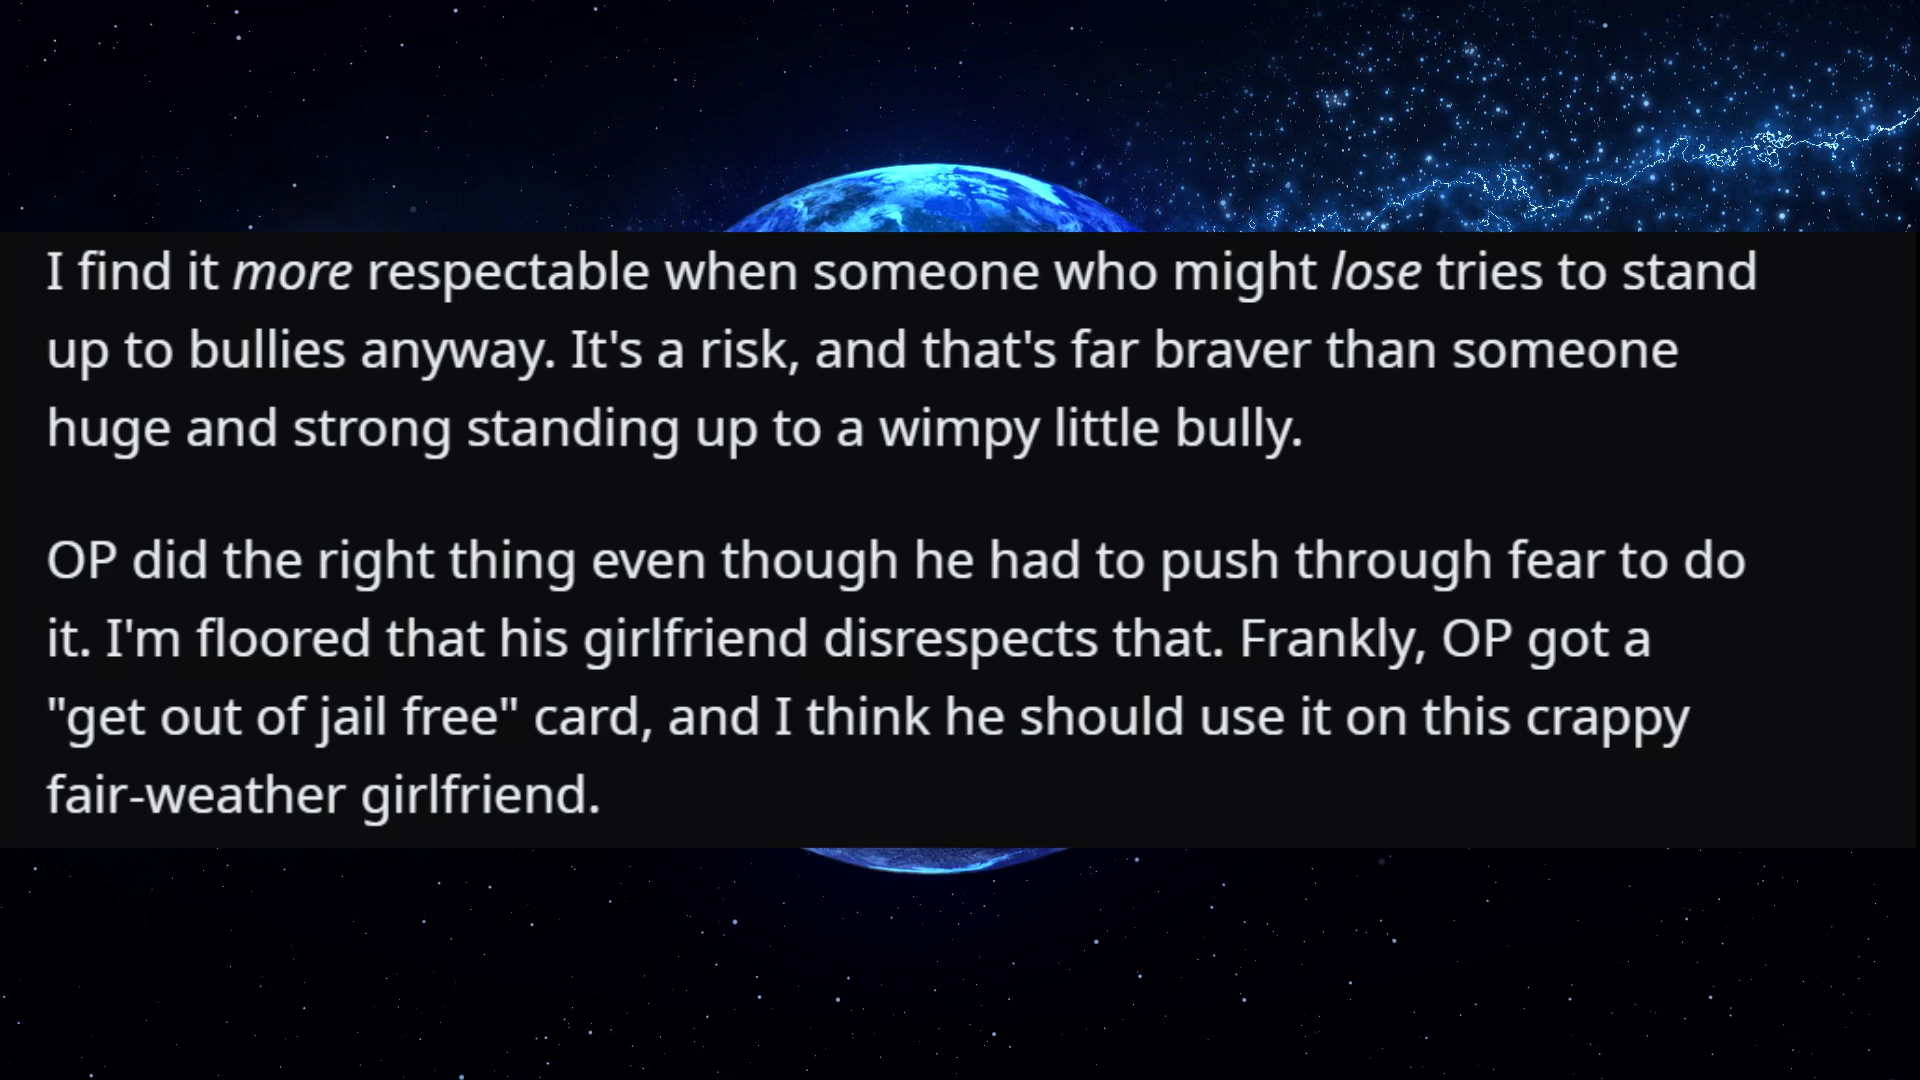 I find it more respectable when someone who might lose tries to stand
up to bullies anyway. It's a risk, and that's far braver than someone
huge and strong standing up to a wimpy little bully.
OP did the right thing even though he had to push through fear to do
it. I'm floored that his girlfriend disrespects that. Frankly, OP got a
"get out of jail free" card, and I think he should use it on this crappy
fair-weather girlfriend.